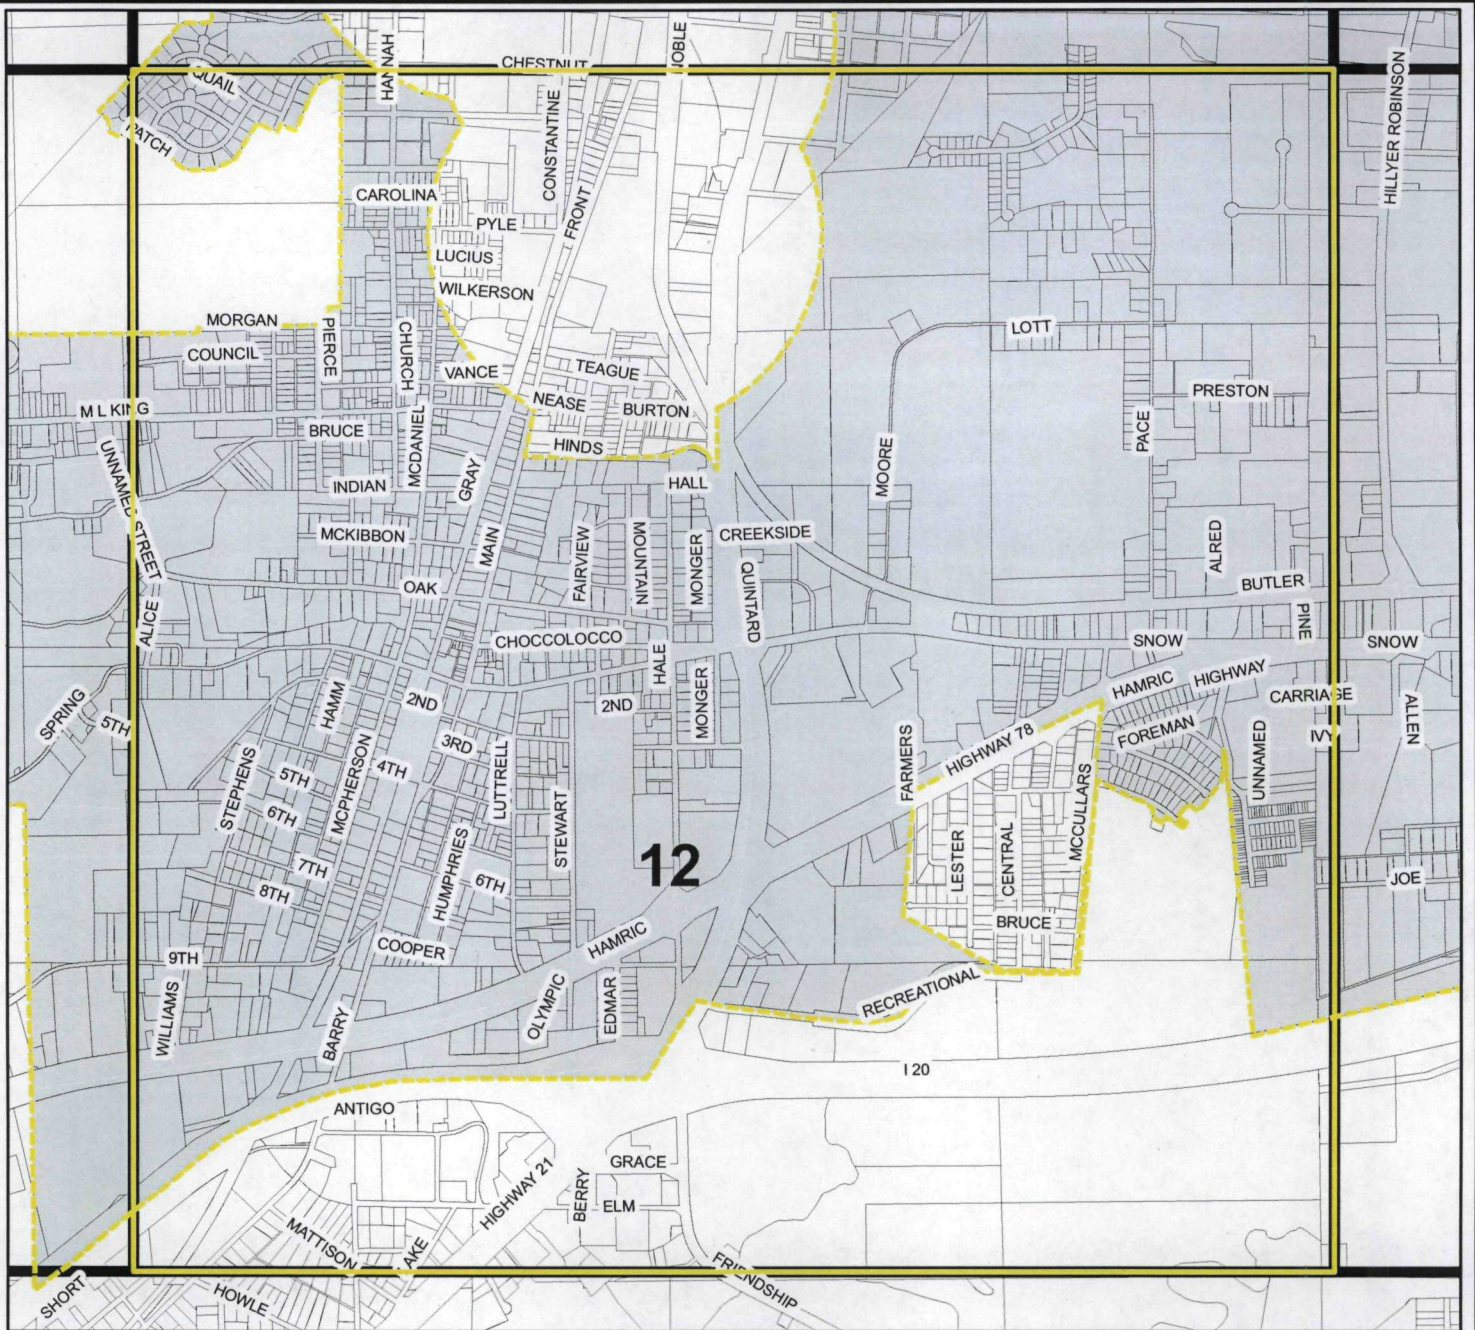 NOBLE
HANNAH
CHESTNUT
QUAIL
HILLYER ROBINSON
CONSTANTINE
PATCH
CAROLINA
FRONT
PYLE
LUCIUS
WILKERSON
MORGAN
LOTT
PIERCE
CHURCH
COUNCIL
VANCE
TEAGUE
PRESTON
NEASE
BURTON
M L KING
BRUCE
MCDANIEL
PACE
HINDS
MOORE
UNNAMED STREET
INDIAN
GRAY
HALL
MCKIBBON
MAIN
FAIRVIEW
MOUNTAIN
MONGER
CREEKSIDE
ALRED
OAK
QUINTARD
BUTLER
ALICE
PINE
CHOCCOLOCCO
HALE
SNOW
SNOW
HAMM
2ND
2ND
MONGER
HAMRIC
HIGHWAY
CARRIAGE
SPRING
5TH
ALLEN
FOREMAN
IVY
3RD
LUTTRELL
FARMERS
HIGHWAY 78
UNNAMED
STEPHENS
5TH
MCPHERSON
4TH
6TH
STEWART
MCCULLARS
LESTER
CENTRAL
12
7TH
HUMPHRIES
6TH
8TH
JOE
BRUCE
COOPER
HAMRIC
9TH
RECREATIONAL
WILLIAMS
OLYMPIC
EDMAR
BARRY
I 20
ANTIGO
GRACE
HIGHWAY 21
BERRY
ELM
MATTISON
AKE
FRIENDSHIP
SHORT
HOWLE